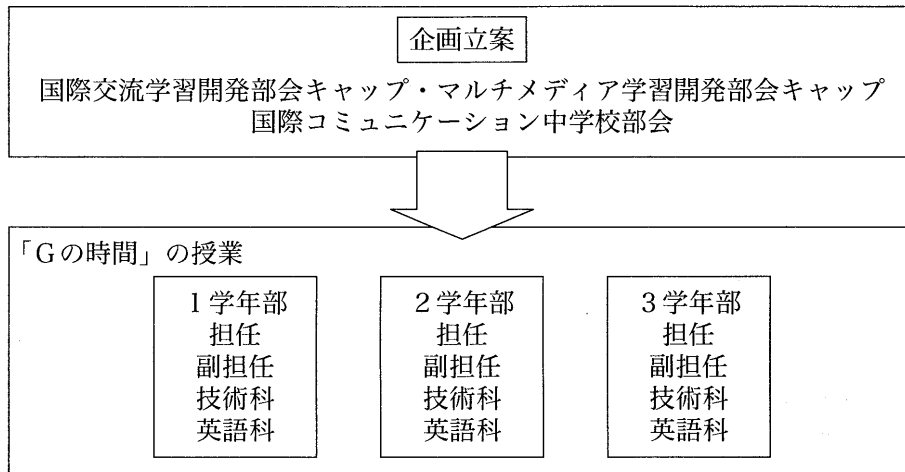 企画立案
国際交流学習開発部会キャップ・マルチメディア学習開発部会キャップ
国際コミュニケーション中学校部会
「Gの時間」の授業
1学年部
担任
副担任
技術科
英語科
2学年部
担任
副担任
技術科
英語科
3学年部
担任
副担任
技術科
英語科